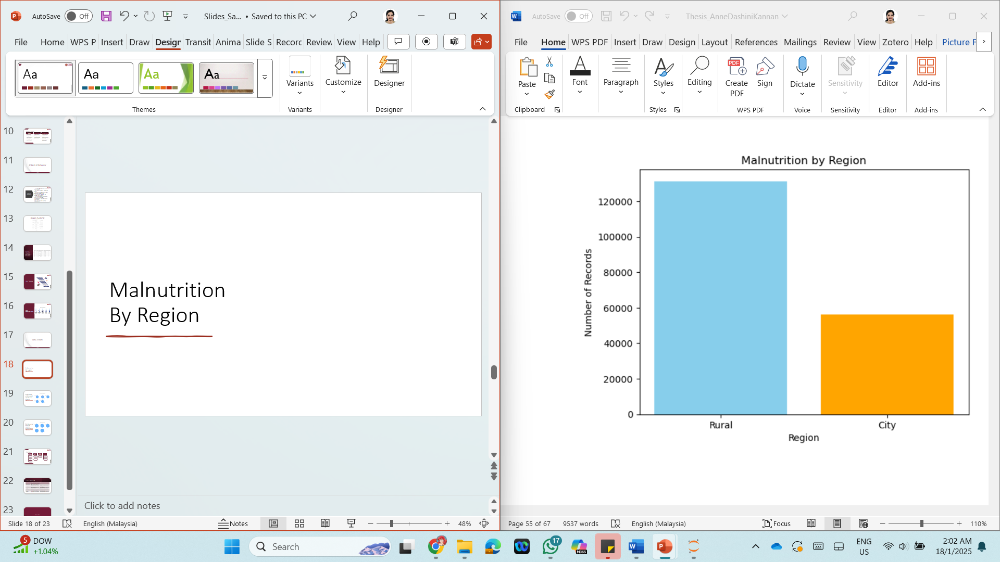 AutoSave Off Slides_Sa... • Saved to this PC
File Home WPS P Insert Draw Design Transit Anima Slide S Record Review View Help
Aa Aa Aa Aa
Variants Customize Designer
Themes Variants Designer
10
11
12
13
14
15
16
17
18
19
20
21
22
23
Malnutrition
By Region
Click to add notes
Slide 18 of 23 English (Malaysia) Notes 48%
AutoSave Off Thesis_AnneDashiniKannan
File Home WPS PDF Insert Draw Design Layout References Mailings Review View Zotero Help Picture F
Paste Font Paragraph Styles Editing Create PDF Sign Dictate Sensitivity Editor Add-ins
Clipboard Styles WPS PDF Voice Sensitivity Editor Add-ins
Malnutrition by Region
120000
100000
80000
60000
40000
20000
0
Number of Records
Rural City
Region
Page 55 of 67 9537 words English (Malaysia) Focus 110%
5 DOW
+1.04%
Search
17
M365
ENG
US
2:02 AM
18/1/2025